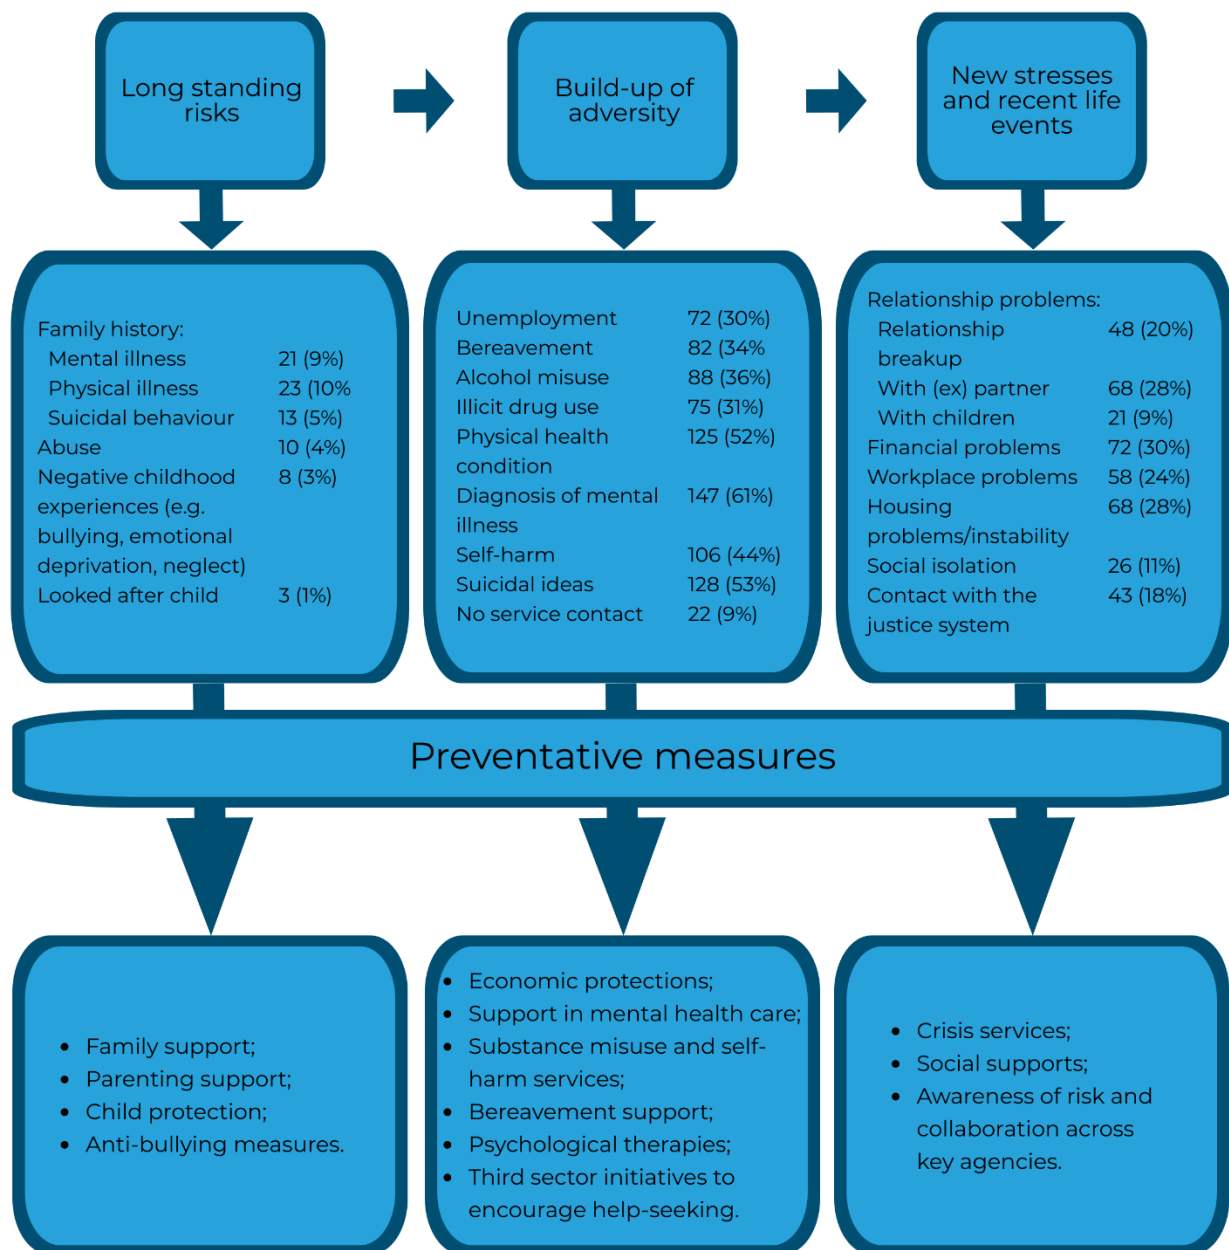 Long standing
risks
Build-up of
adversity
New stresses
and recent life
events
Family history:
Mental illness 21 (9%)
Physical illness 23 (10%
Suicidal behaviour 13 (5%)
Abuse 10 (4%)
Negative childhood 8 (3%)
experiences (e.g.
bullying, emotional
deprivation, neglect)
Looked after child 3 (1%)
Unemployment 72 (30%)
Bereavement 82 (34%
Alcohol misuse 88 (36%)
Illicit drug use 75 (31%)
Physical health 125 (52%)
condition
Diagnosis of mental 147 (61%)
illness
Self-harm 106 (44%)
Suicidal ideas 128 (53%)
No service contact 22 (9%)
Relationship problems:
Relationship 48 (20%)
breakup
With (ex) partner 68 (28%)
With children 21 (9%)
Financial problems 72 (30%)
Workplace problems 58 (24%)
Housing 68 (28%)
problems/instability
Social isolation 26 (11%)
Contact with the 43 (18%)
justice system
Preventative measures
• Family support;
• Parenting support;
• Child protection;
• Anti-bullying measures.
• Economic protections;
• Support in mental health care;
• Substance misuse and self-
harm services;
• Bereavement support;
• Psychological therapies;
• Third sector initiatives to
encourage help-seeking.
• Crisis services;
• Social supports;
• Awareness of risk and
collaboration across
key agencies.